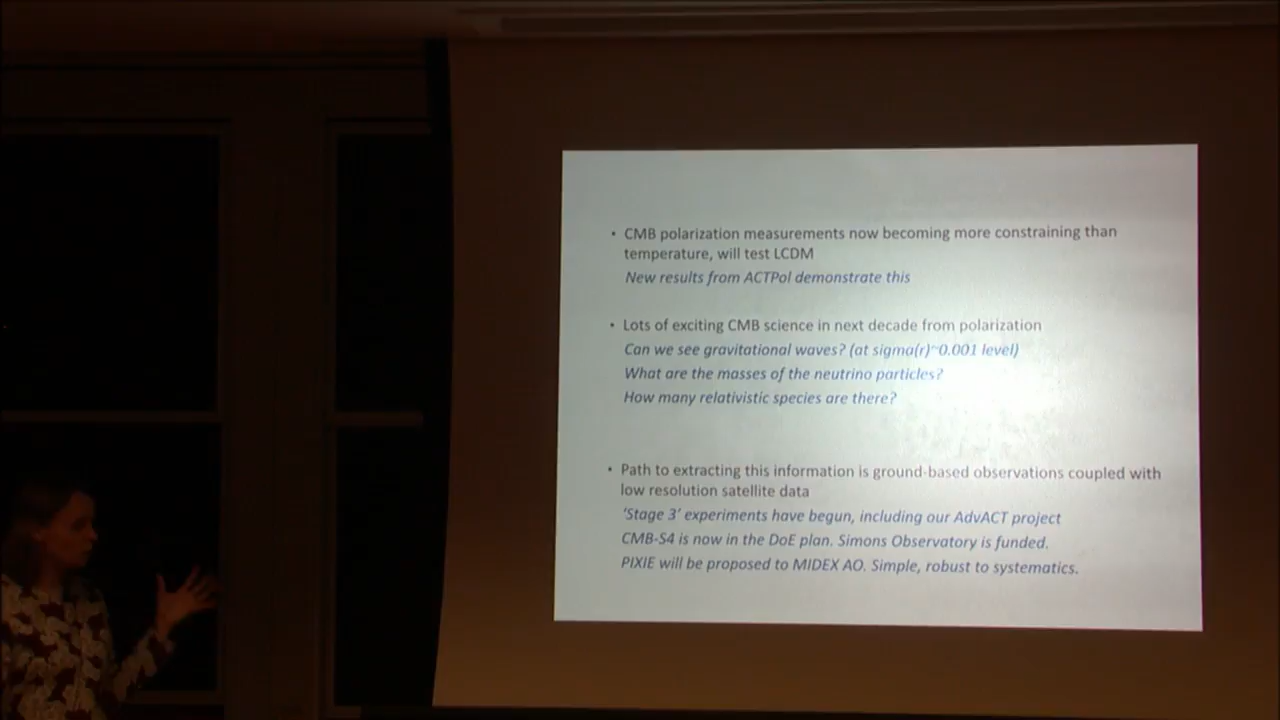 • CMB polarization measurements now becoming more constraining than
temperature, will test LCDM
New results from ACTPol demonstrate this
• Lots of exciting CMB science in next decade from polarization
Can we see gravitational waves? (at sigma(r)~0.001 level)
What are the masses of the neutrino particles?
How many relativistic species are there?
• Path to extracting this information is ground-based observations coupled with
low resolution satellite data
‘Stage 3’ experiments have begun, including our AdvACT project
CMB-S4 is now in the DoE plan. Simons Observatory is funded.
PIXIE will be proposed to MIDEX AO. Simple, robust to systematics.